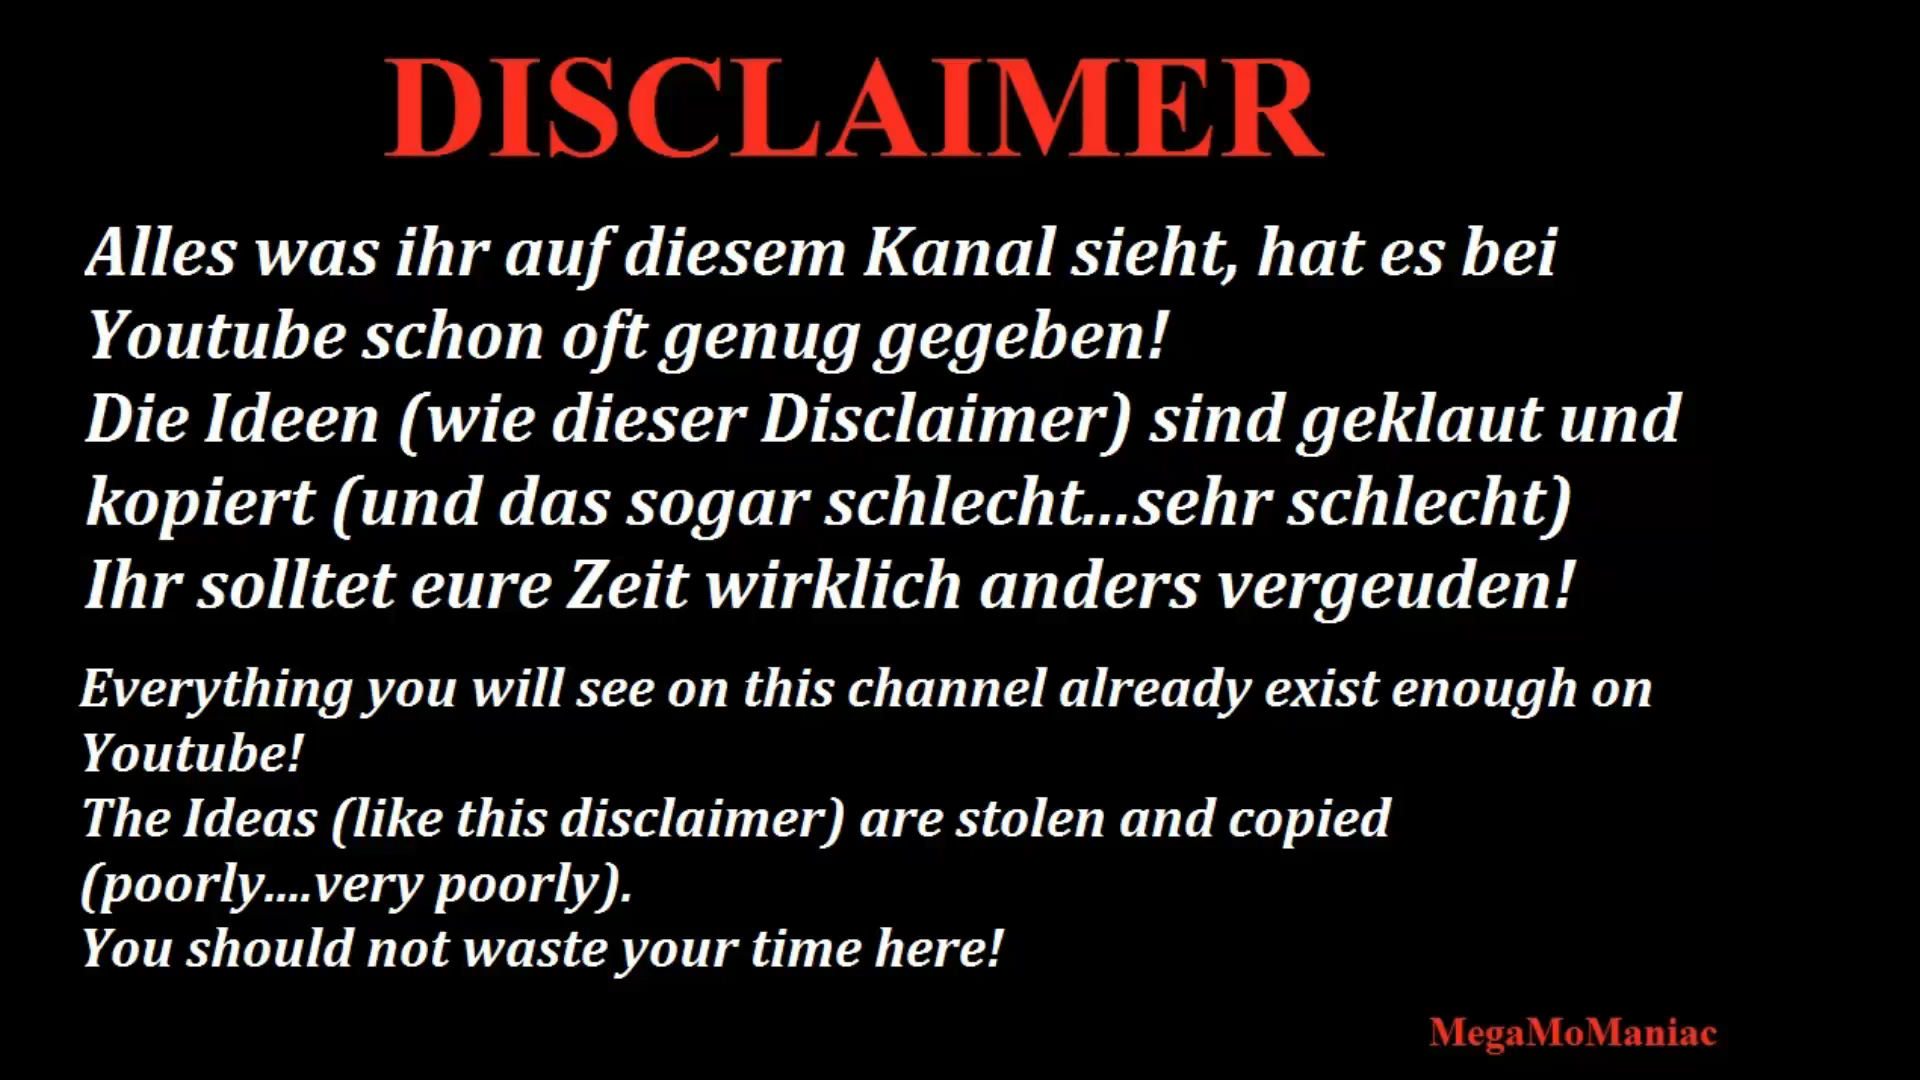 DISCLAIMER
Alles was ihr auf diesem Kanal sieht, hat es bei
Youtube schon oft genug gegeben!
Die Ideen (wie dieser Disclaimer) sind geklaut und
kopiert (und das sogar schlecht...sehr schlecht)
Ihr solltet eure Zeit wirklich anders vergeuden!
Everything you will see on this channel already exist enough on
Youtube!
The Ideas (like this disclaimer) are stolen and copied
(poorly....very poorly).
You should not waste your time here!
MegaMoManiac